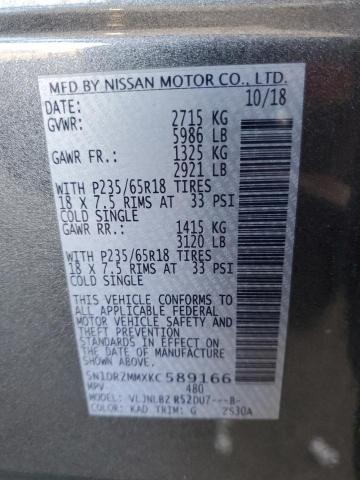 MFD BY NISSAN MOTOR CO., LTD.
DATE: 10/18
GVWR: 2715 KG
5986 LB
GAWR FR.: 1325 KG
2921 LB
WITH P235/65R18 TIRES
18 X 7.5 RIMS AT 33 PSI
COLD SINGLE
GAWR RR.: 1415 KG
3120 LB
WITH P235/65R18 TIRES
18 X 7.5 RIMS AT 33 PSI
COLD SINGLE
THIS VEHICLE CONFORMS TO
ALL APPLICABLE FEDERAL
MOTOR VEHICLE SAFETY AND
THEFT PREVENTION STANDARDS
IN EFFECT ON THE DATE OF
MANUFACTURE SHOWN ABOVE.
5N1DR2MMXKC 589166
MPV 480
MODEL: VLJNLBZ R52DU7---B-
COLOR: KAD TRIM: G 2530A